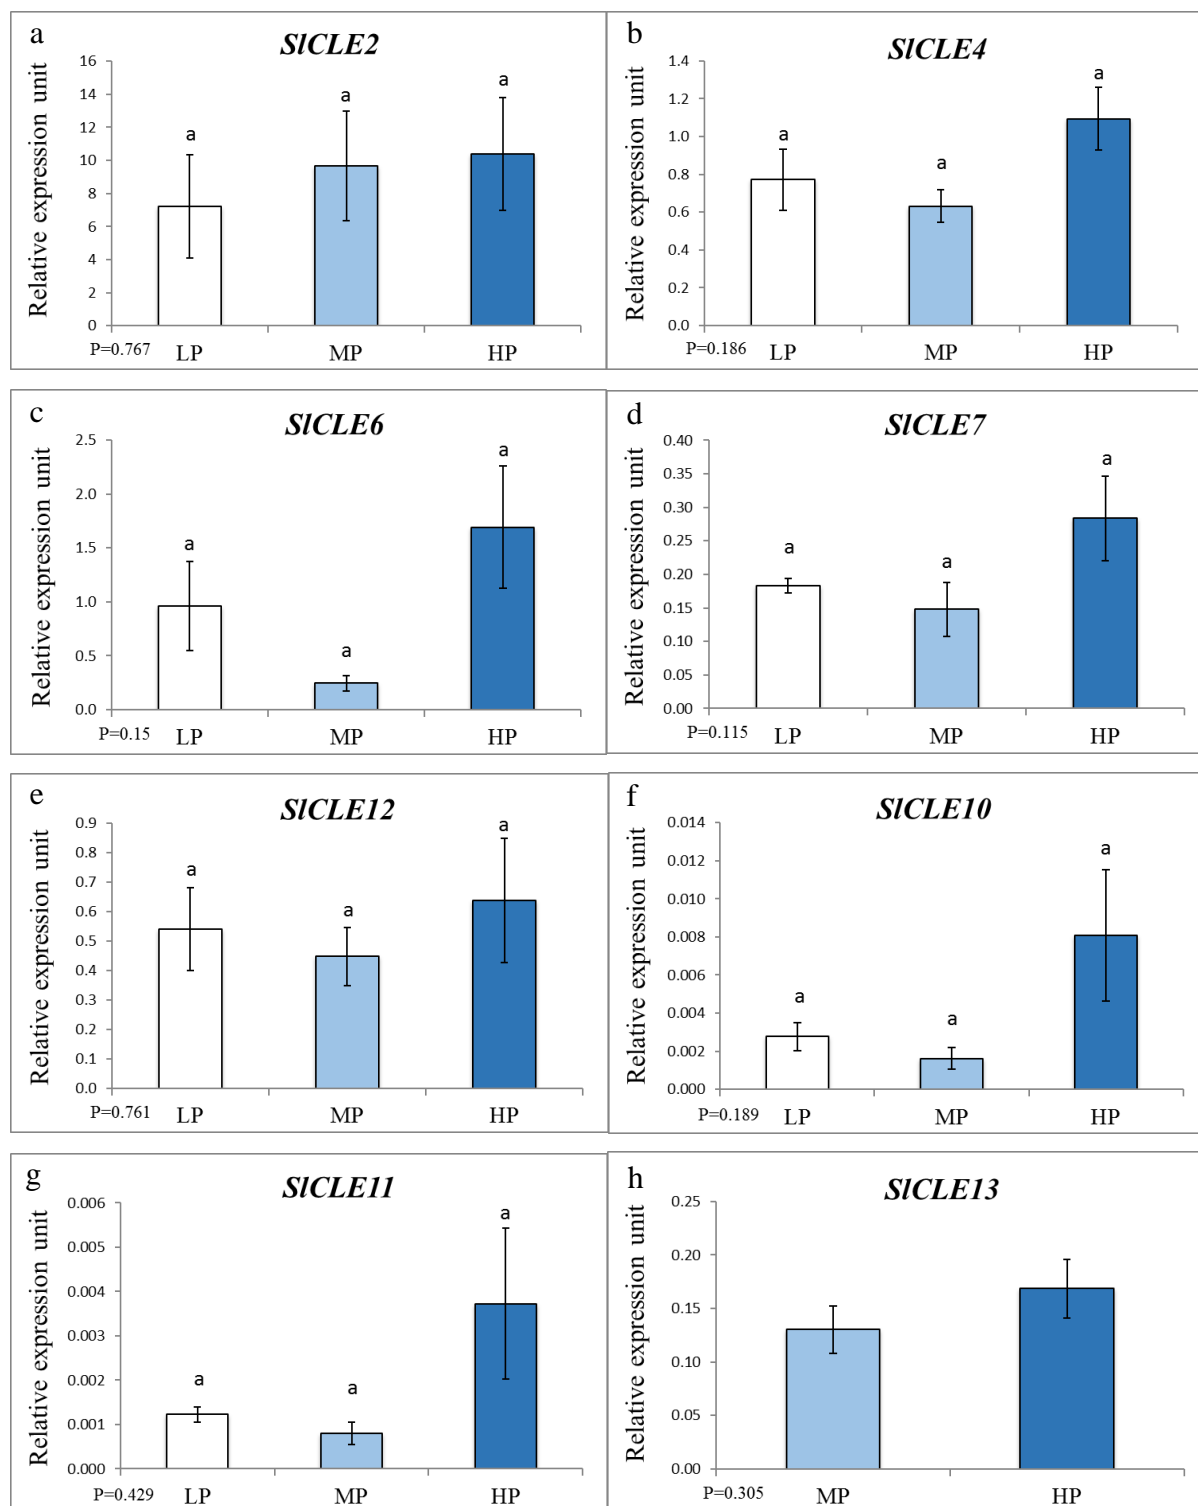 a
SlCLE2
Relative expression unit
16
14
12
10
8
6
4
2
0
a
a
a
P=0.767
LP
MP
HP
b
SlCLE4
Relative expression unit
1.4
1.2
1.0
0.8
0.6
0.4
0.2
0.0
a
a
a
P=0.186
LP
MP
HP
c
SlCLE6
Relative expression unit
2.5
2.0
1.5
1.0
0.5
0.0
a
a
a
P=0.15
LP
MP
HP
d
SlCLE7
Relative expression unit
0.40
0.35
0.30
0.25
0.20
0.15
0.10
0.05
0.00
a
a
a
P=0.115
LP
MP
HP
e
SlCLE12
Relative expression unit
0.9
0.8
0.7
0.6
0.5
0.4
0.3
0.2
0.1
0.0
a
a
a
P=0.761
LP
MP
HP
f
SlCLE10
Relative expression unit
0.014
0.012
0.010
0.008
0.006
0.004
0.002
0.000
a
a
a
P=0.189
LP
MP
HP
g
SlCLE11
Relative expression unit
0.006
0.005
0.004
0.003
0.002
0.001
0.000
a
a
a
P=0.429
LP
MP
HP
h
SlCLE13
Relative expression unit
0.25
0.20
0.15
0.10
0.05
0.00
P=0.305
MP
HP